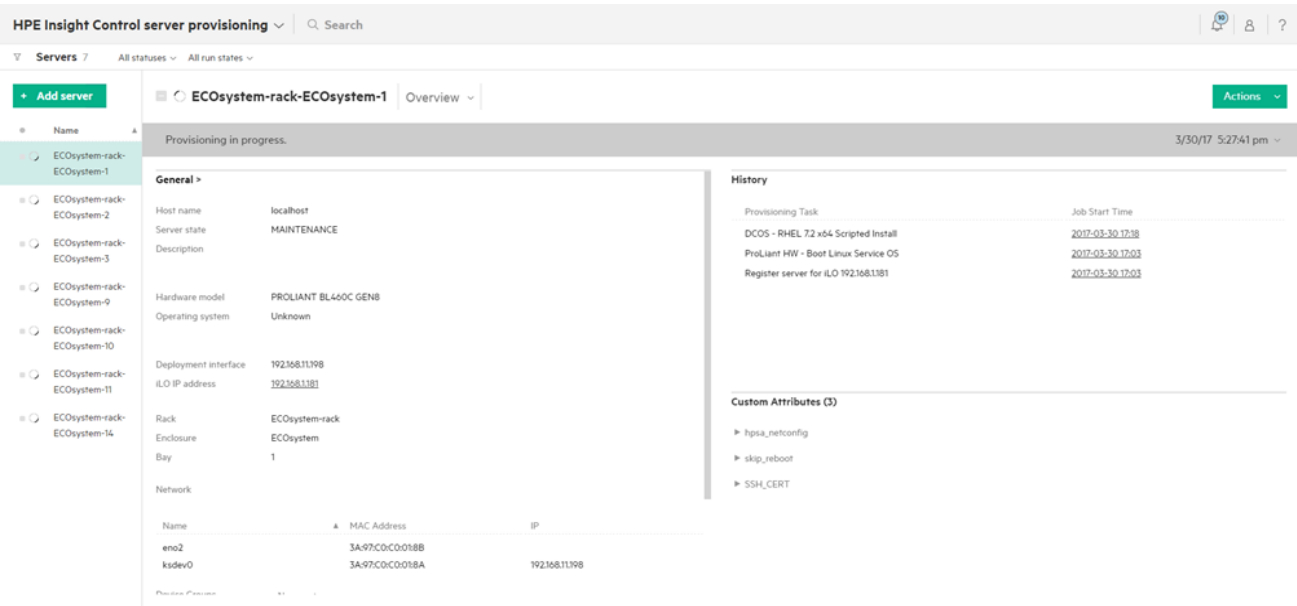 HPE Insight Control server provisioning
Search
10
?
Servers 7
All statuses
All run states
+ Add server
ECOsystem-rack-ECOsystem-1
Overview
Actions
Name
ECOsystem-rack-
ECOsystem-1
ECOsystem-rack-
ECOsystem-2
ECOsystem-rack-
ECOsystem-3
ECOsystem-rack-
ECOsystem-9
ECOsystem-rack-
ECOsystem-10
ECOsystem-rack-
ECOsystem-11
ECOsystem-rack-
ECOsystem-14
Provisioning in progress.
3/30/17 5:27:41 pm
General >
Host name localhost
Server state MAINTENANCE
Description
Hardware model PROLIANT BL460C GEN8
Operating system Unknown
Deployment interface 192.168.11.198
iLO IP address 192.168.1.181
Rack ECOsystem-rack
Enclosure ECOsystem
Bay 1
Network
Name MAC Address IP
eno2 3A:97:C0:C0:01:8B
ksdev0 3A:97:C0:C0:01:8A 192.168.11.198
Device Groups
History
Provisioning Task Job Start Time
DCOS - RHEL 7.2 x64 Scripted Install 2017-03-30 17:18
ProLiant HW - Boot Linux Service OS 2017-03-30 17:03
Register server for iLO 192.168.1.181 2017-03-30 17:03
Custom Attributes (3)
hpsa_netconfig
skip_reboot
SSH_CERT